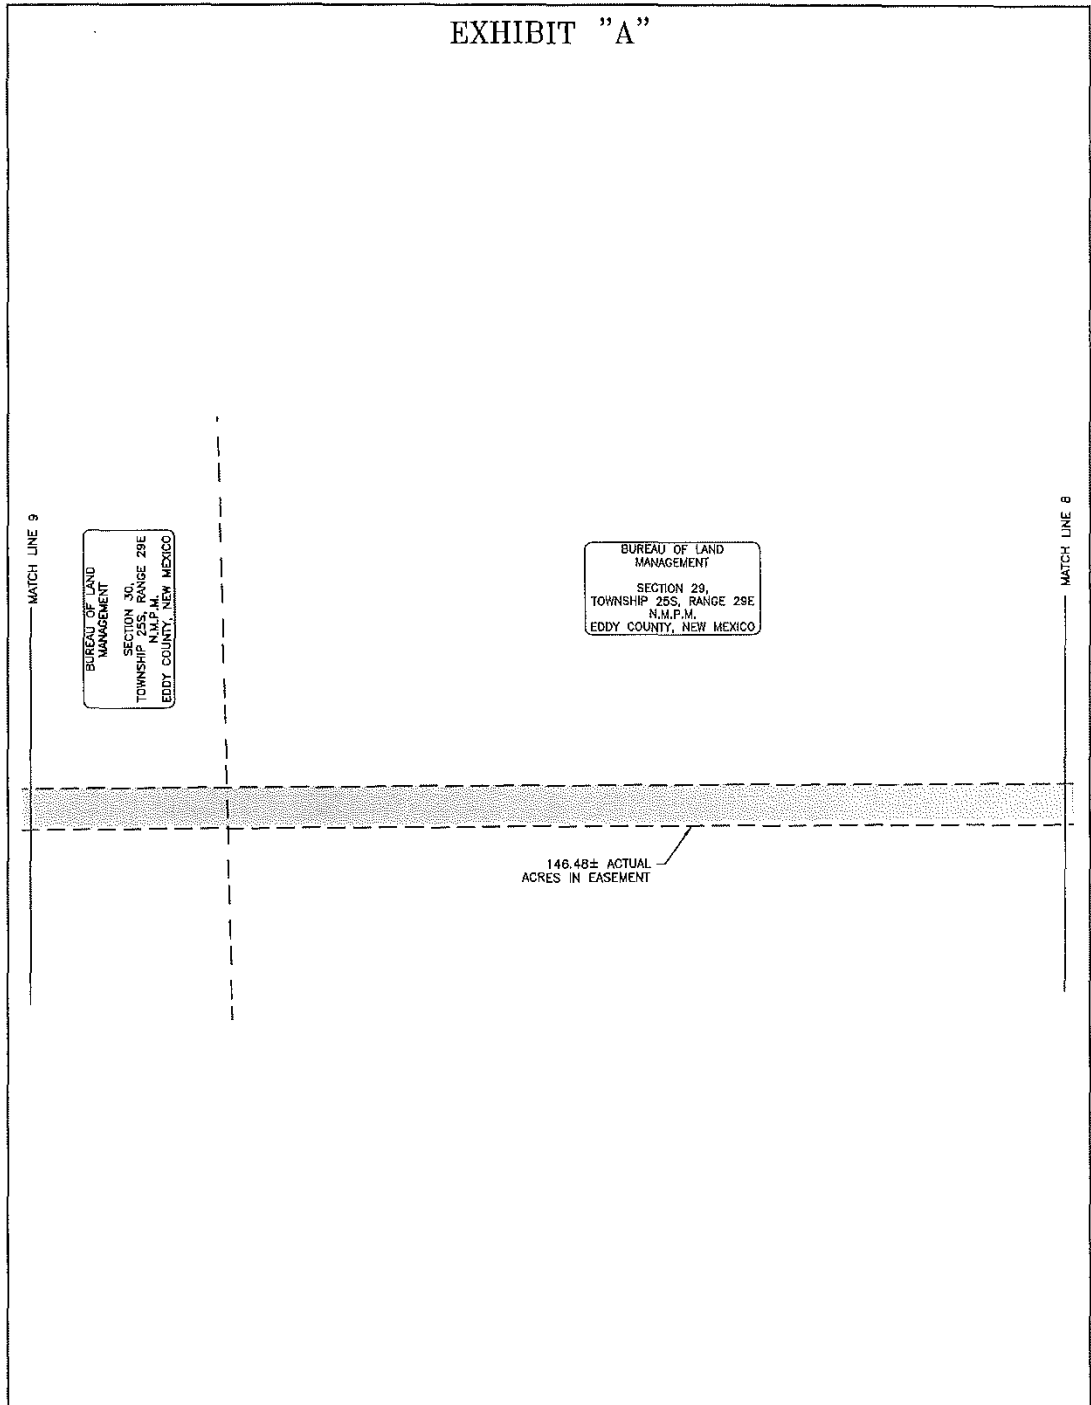 EXHIBIT "A"
MATCH LINE 9
BUREAU OF LAND
MANAGEMENT
SECTION 30,
TOWNSHIP 25S, RANGE 29E
N.M.P.M.
EDDY COUNTY, NEW MEXICO
BUREAU OF LAND
MANAGEMENT
SECTION 29,
TOWNSHIP 25S, RANGE 29E
N.M.P.M.
EDDY COUNTY, NEW MEXICO
MATCH LINE 8
146.48± ACTUAL
ACRES IN EASEMENT